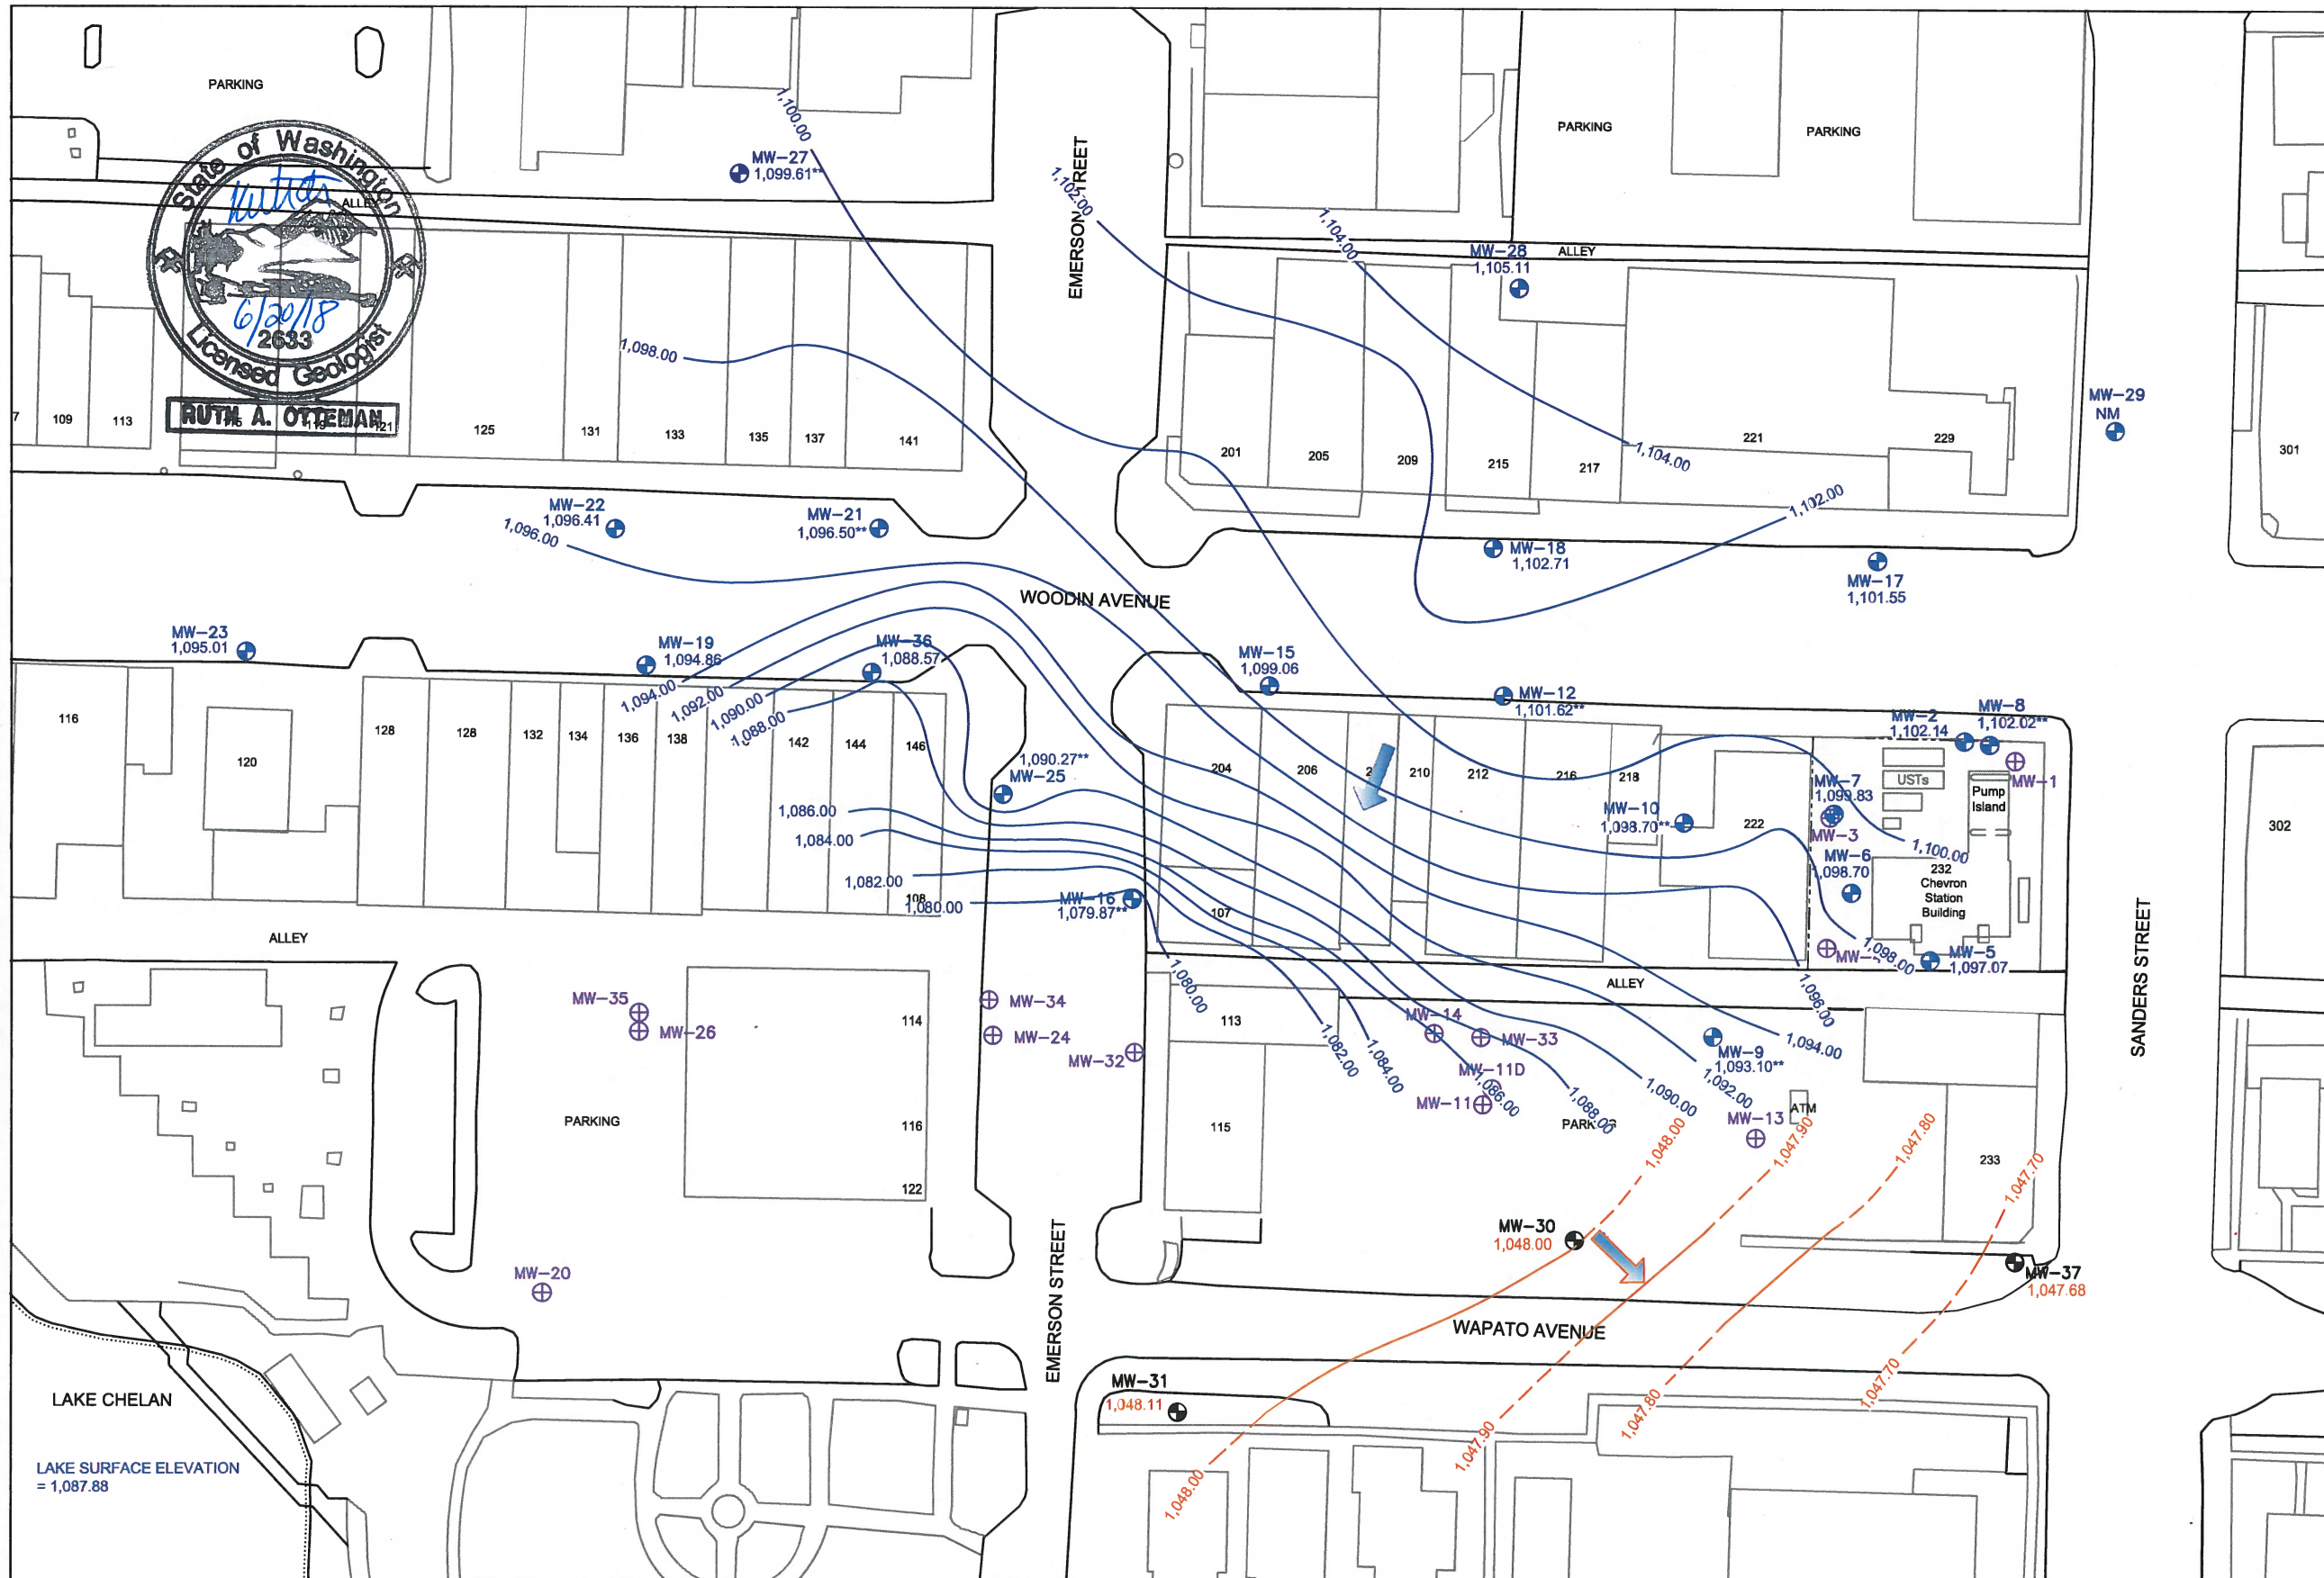 PARKING
State of Washington
6/20/18
2633
Licensed Geologist
RUTH A. OTTEMAN
ALLEY
1,100.00
MW-27
1,099.61**
EMERSON STREET
1,102.00
1,104.00
PARKING
PARKING
MW-28
1,105.11
ALLEY
1,098.00
109
113
125
131
133
135
137
141
201
205
209
215
217
221
229
1,104.00
1,102.00
MW-29
NM
301
MW-22
1,096.41
1,096.00
MW-21
1,096.50**
MW-18
1,102.71
MW-17
1,101.55
WOODIN AVENUE
MW-23
1,095.01
MW-19
1,094.86
MW-36
1,088.57
1,094.00
1,092.00
1,090.00
1,088.00
MW-15
1,099.06
MW-12
1,101.62**
MW-2
1,102.14
MW-8
1,102.02**
MW-1
116
120
128
128
132
134
136
138
142
144
146
108
1,090.27**
MW-25
204
206
210
212
216
218
222
107
MW-10
1,098.70**
MW-7
1,099.83
MW-3
MW-6
1,098.70
USTs
Pump
Island
1,100.00
232
Chevron
Station
Building
302
1,086.00
1,084.00
1,082.00
1,080.00
MW-16
1,079.87**
1,098.00
MW-5
1,097.07
SANDERS STREET
ALLEY
ALLEY
1,080.00
1,096.00
MW-35
MW-26
MW-34
MW-24
MW-32
114
116
122
PARKING
113
115
1,082.00
1,084.00
MW-14
MW-33
MW-11D
MW-11
1,086.00
1,088.00
1,090.00
1,092.00
1,094.00
MW-9
1,093.10**
MW-13
ATM
1,048.00
1,047.90
1,047.80
1,047.70
233
MW-30
1,048.00
MW-37
1,047.68
MW-20
EMERSON STREET
WAPATO AVENUE
MW-31
1,048.11
1,048.00
1,047.90
1,047.80
1,047.70
LAKE CHELAN
LAKE SURFACE ELEVATION
= 1,087.88